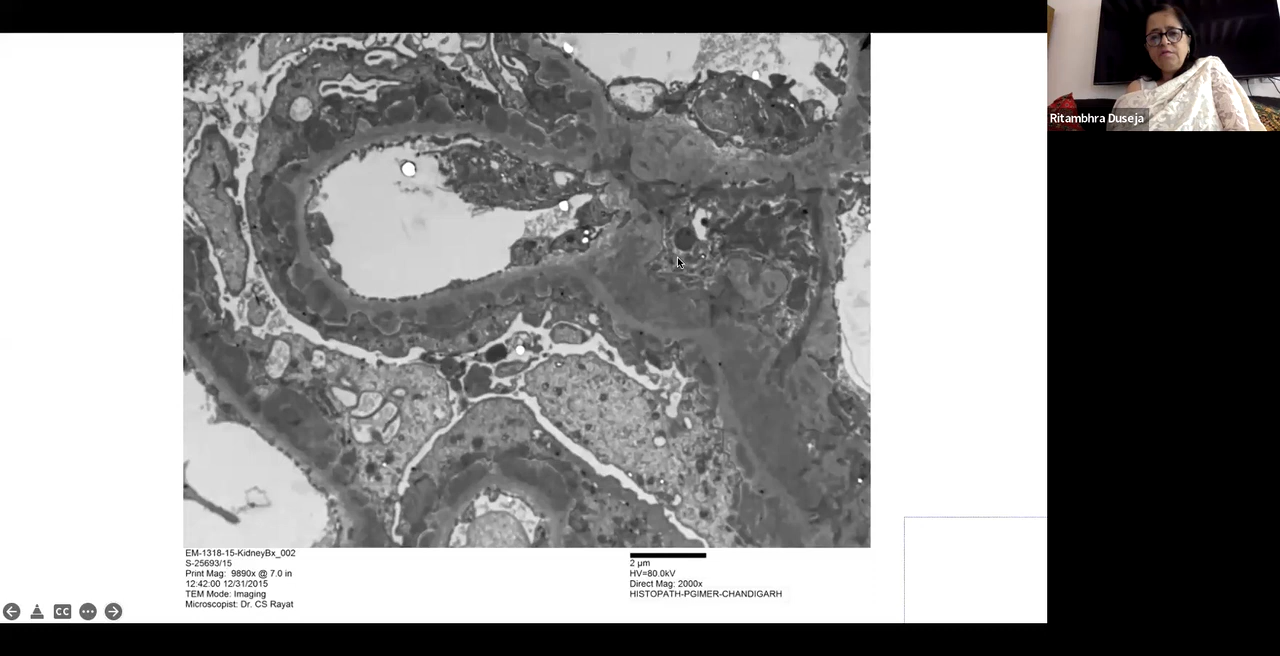 Ritambhra Duseja
EM-1318-15-KidneyBx_002
S-25693/15
Print Mag: 9890x @ 7.0 in
12:42:00 12/31/2015
TEM Mode: Imaging
Microscopist: Dr. CS Rayat
2 µm
HV=80.0kV
Direct Mag: 2000x
HISTOPATH-PGIMER-CHANDIGARH
CC